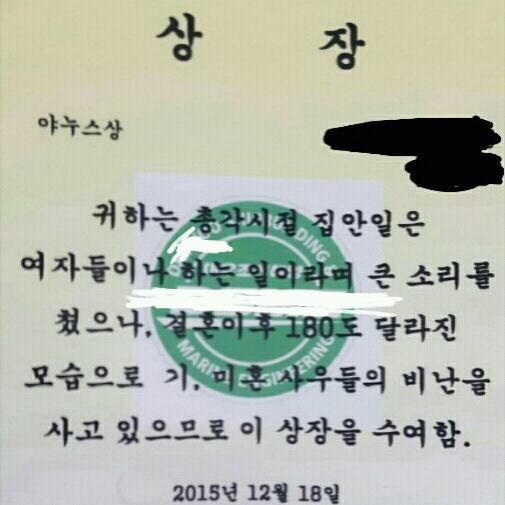 상 장
야누스상
귀하는 총각시절 집안일은
여자들이나 하는 일이라며 큰 소리를
쳤으나, 결혼이후 180도 달라진
모습으로 기, 미혼 사우들의 비난을
사고 있으므로 이 상장을 수여함.
2015년 12월 18일